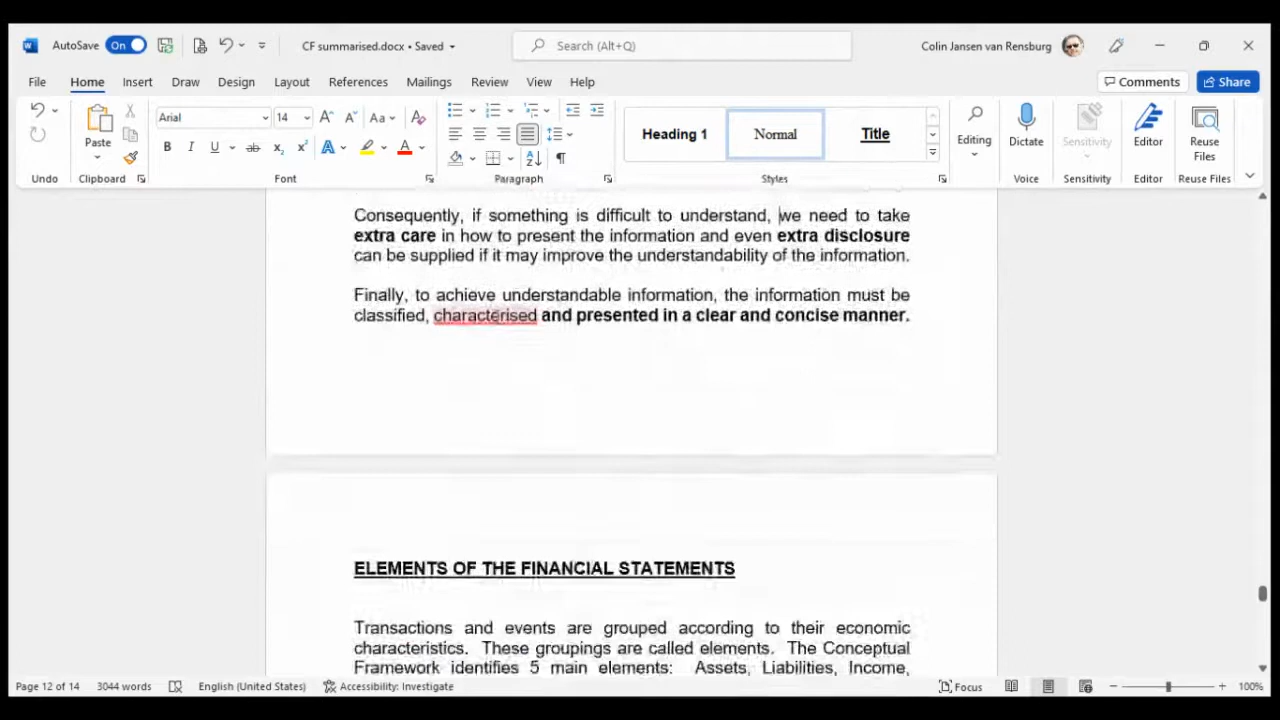 AutoSave On CF summarised.docx • Saved Search (Alt+Q) Colin Jansen van Rensburg
File Home Insert Draw Design Layout References Mailings Review View Help Comments Share
Arial 14 A A Aa A
Paste
B I U ab x2 x2 A A
Heading 1 Normal Title
Editing Dictate Sensitivity Editor Reuse Files
Undo Clipboard Font Paragraph Styles Voice Sensitivity Editor Reuse Files
Consequently, if something is difficult to understand, we need to take
extra care in how to present the information and even extra disclosure
can be supplied if it may improve the understandability of the information.
Finally, to achieve understandable information, the information must be
classified, characterised and presented in a clear and concise manner.
ELEMENTS OF THE FINANCIAL STATEMENTS
Transactions and events are grouped according to their economic
characteristics. These groupings are called elements. The Conceptual
Framework identifies 5 main elements: Assets, Liabilities, Income,
Page 12 of 14 3044 words English (United States) Accessibility: Investigate Focus 100%